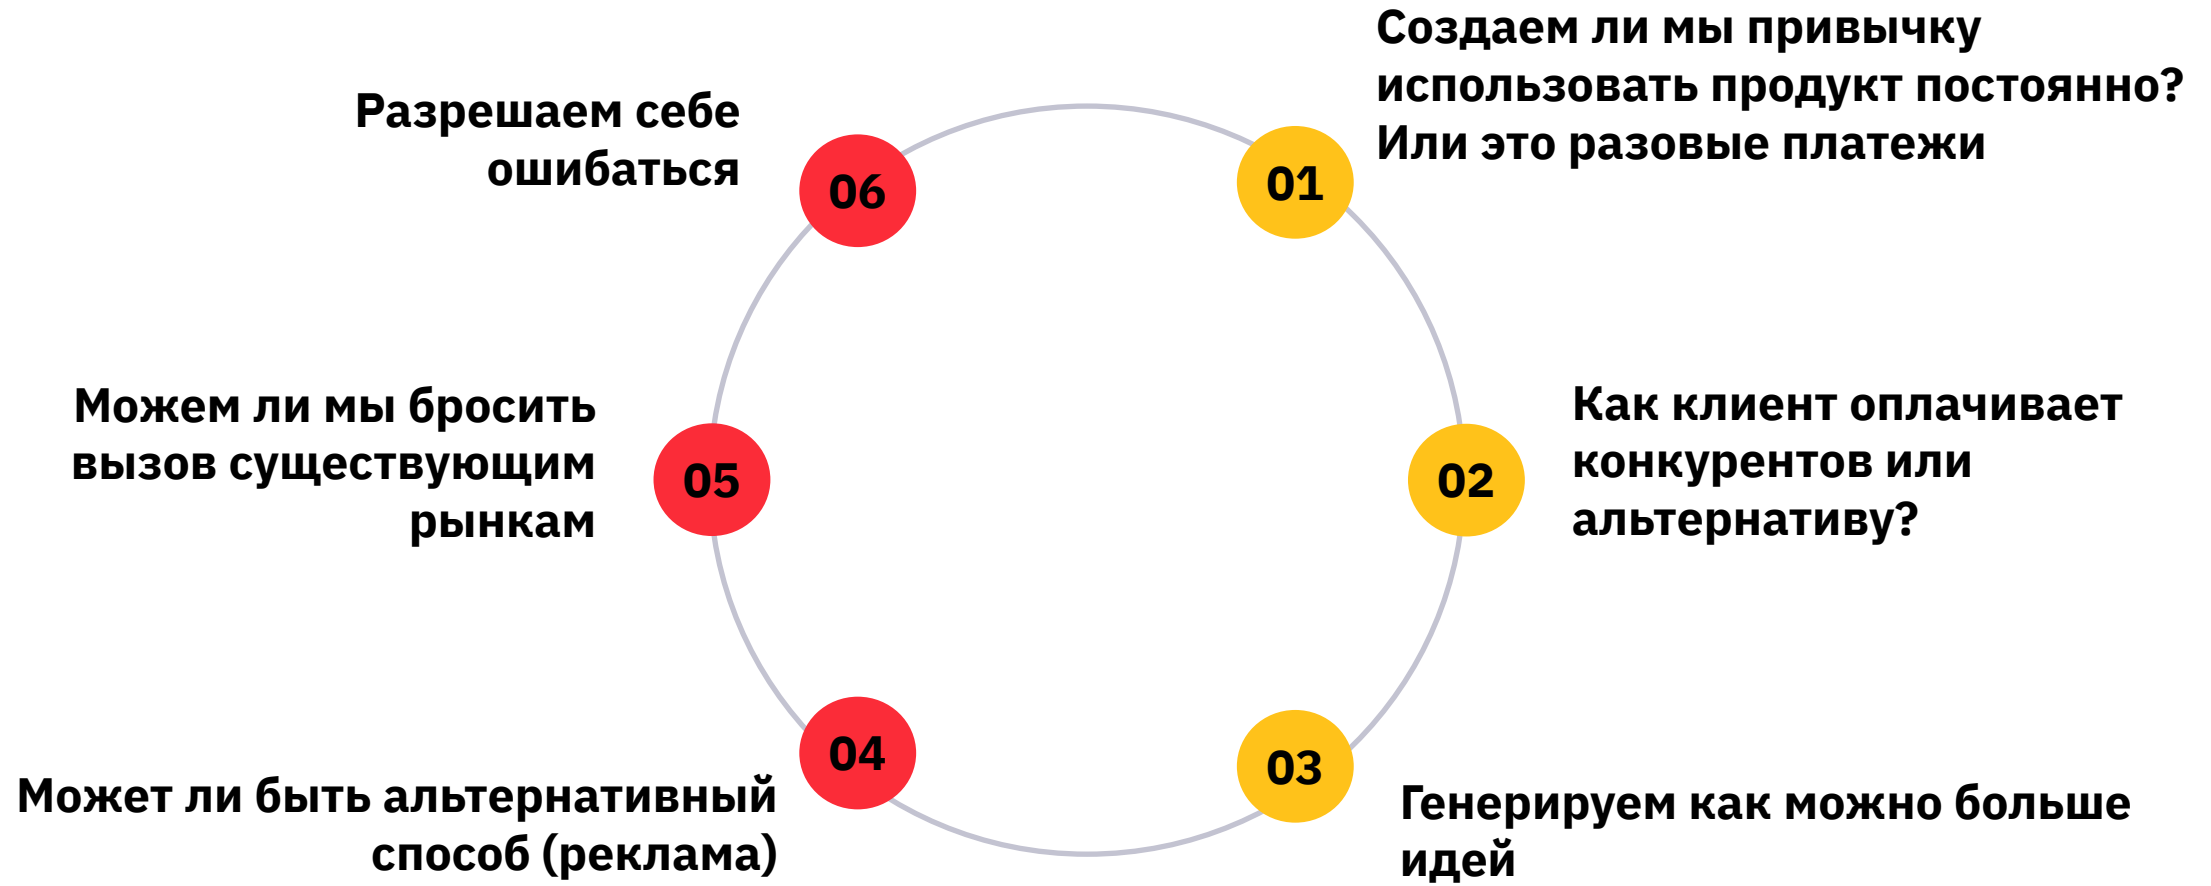 01
Создаем ли мы привычку
использовать продукт постоянно?
Или это разовые платежи
02
Как клиент оплачивает
конкурентов или
альтернативу?
03
Генерируем как можно больше
идей
04
Может ли быть альтернативный
способ (реклама)
05
Можем ли мы бросить
вызов существующим
рынкам
06
Разрешаем себе
ошибаться